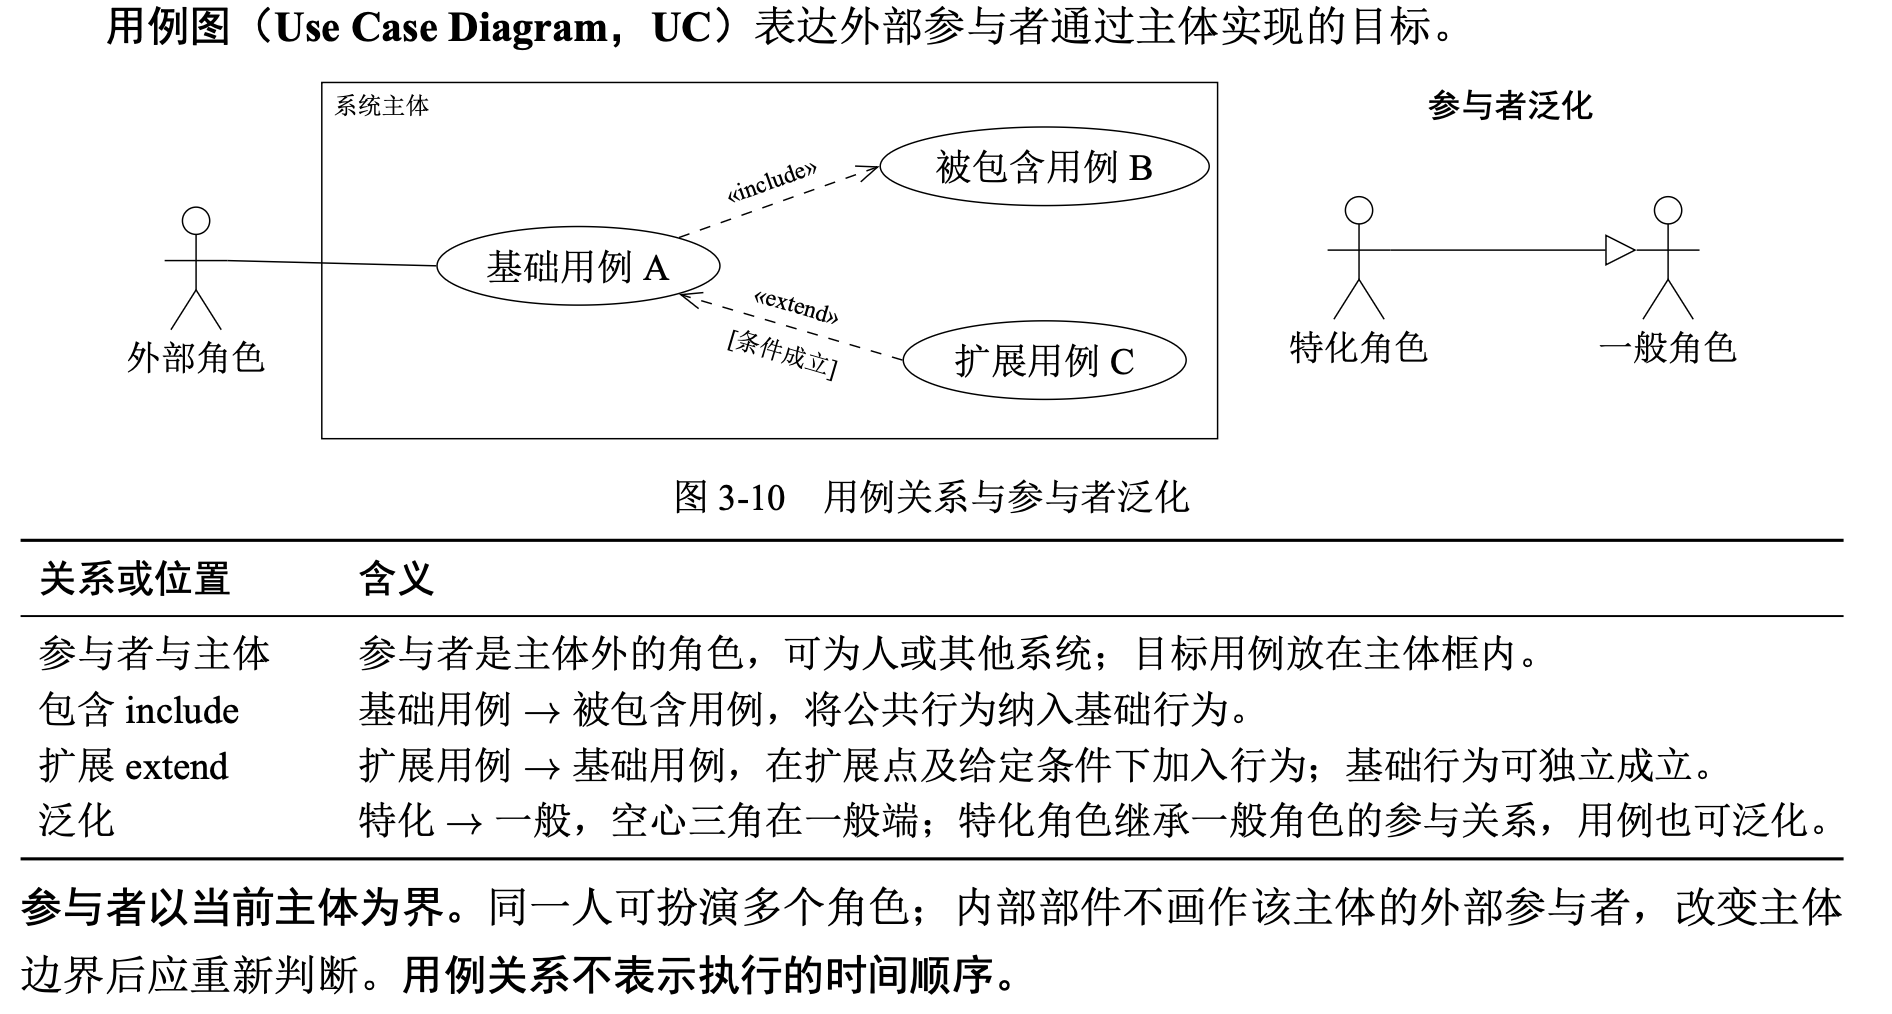 用例图（Use Case Diagram，UC）表达外部参与者通过主体实现的目标。
系统主体
参与者泛化
«include»
被包含用例 B
基础用例 A
«extend»
[条件成立]
扩展用例 C
外部角色
特化角色
一般角色
图 3-10 用例关系与参与者泛化
关系或位置 含义
参与者与主体 参与者是主体外的角色，可为人或其他系统；目标用例放在主体框内。
包含 include 基础用例 → 被包含用例，将公共行为纳入基础行为。
扩展 extend 扩展用例 → 基础用例，在扩展点及给定条件下加入行为；基础行为可独立成立。
泛化 特化 → 一般，空心三角在一般端；特化角色继承一般角色的参与关系，用例也可泛化。
参与者以当前主体为界。同一人可扮演多个角色；内部部件不画作该主体的外部参与者，改变主体
边界后应重新判断。用例关系不表示执行的时间顺序。